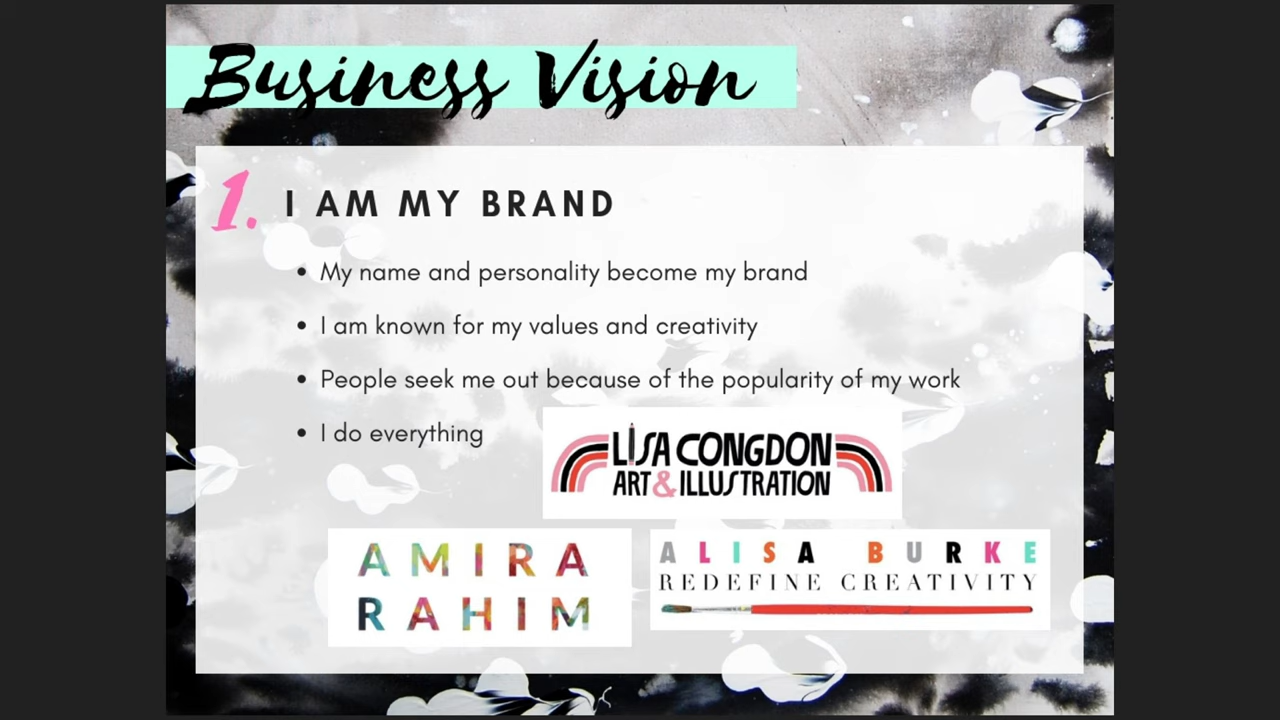 Business Vision
1. I AM MY BRAND
• My name and personality become my brand
• I am known for my values and creativity
• People seek me out because of the popularity of my work
• I do everything
LISA CONGDON
ART & ILLUSTRATION
AMIRA
RAHIM
ALISA BURKE
REDEFINE CREATIVITY